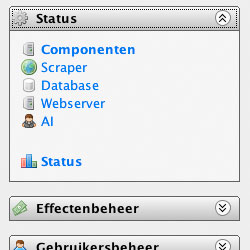 Status
Componenten
Scraper
Database
Webserver
AI
Status
Effectenbeheer
Gebruikersbeheer